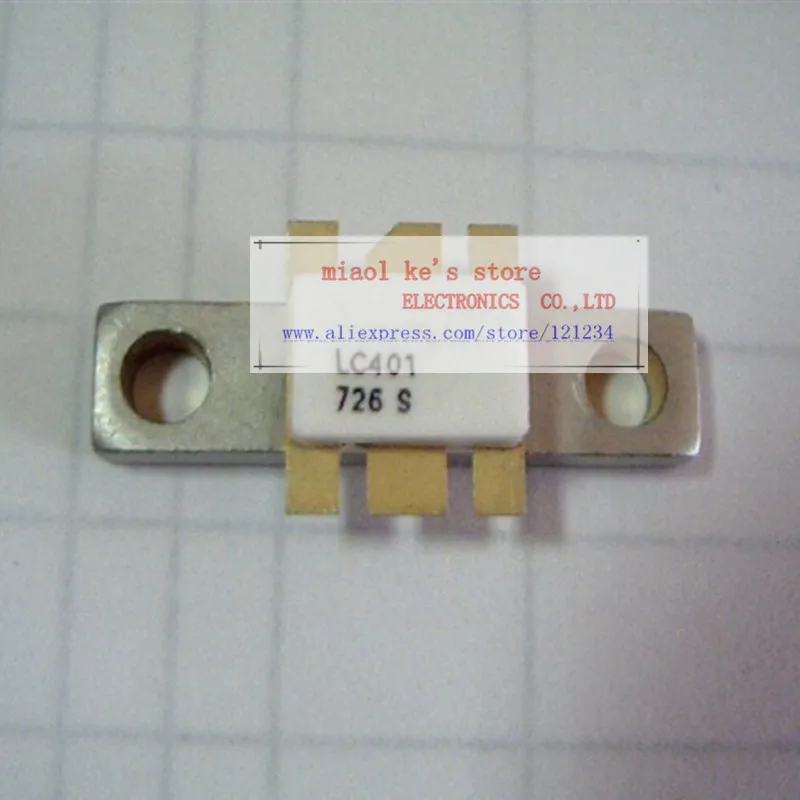 miaol ke's store
ELECTRONICS CO.,LTD
www.aliexpress.com/store/121234
LC401
726 S